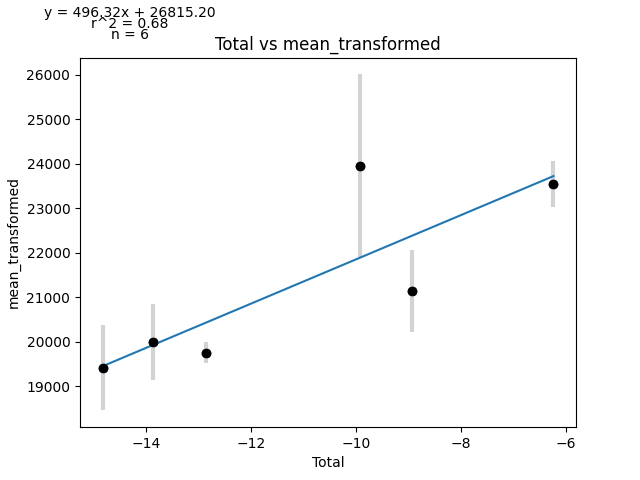 y = 496.32x + 26815.20
r^2 = 0.68
n = 6
Total vs mean_transformed
26000
25000
24000
23000
22000
21000
20000
19000
mean_transformed
−14
−12
−10
−8
−6
Total